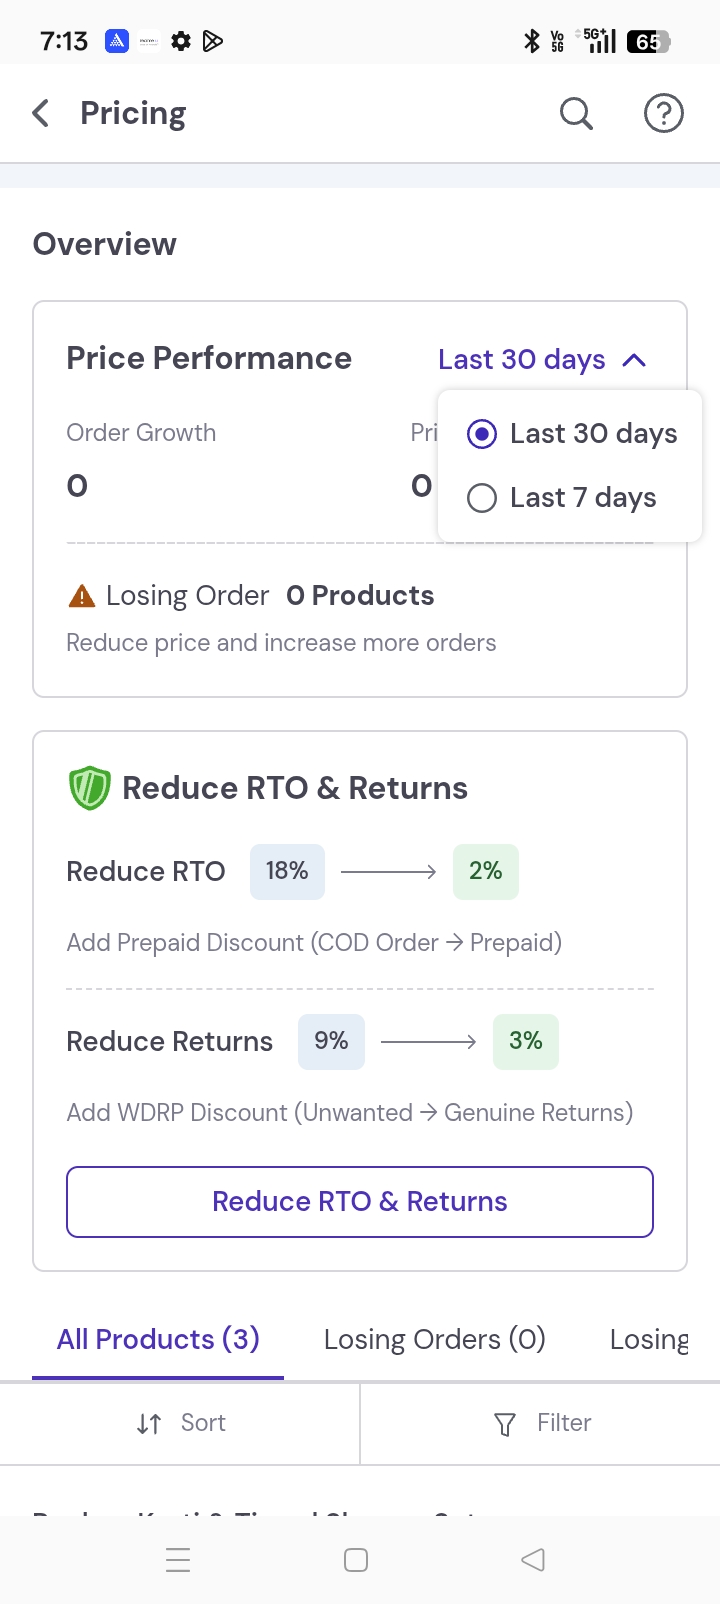 7:13
Vo 5G 5G+ 65
Pricing
Overview
Price Performance Last 30 days
Order Growth Pri
Last 30 days
0 0
Last 7 days
Losing Order 0 Products
Reduce price and increase more orders
Reduce RTO & Returns
Reduce RTO 18% 2%
Add Prepaid Discount (COD Order → Prepaid)
Reduce Returns 9% 3%
Add WDRP Discount (Unwanted → Genuine Returns)
Reduce RTO & Returns
All Products (3) Losing Orders (0) Losing
Sort Filter